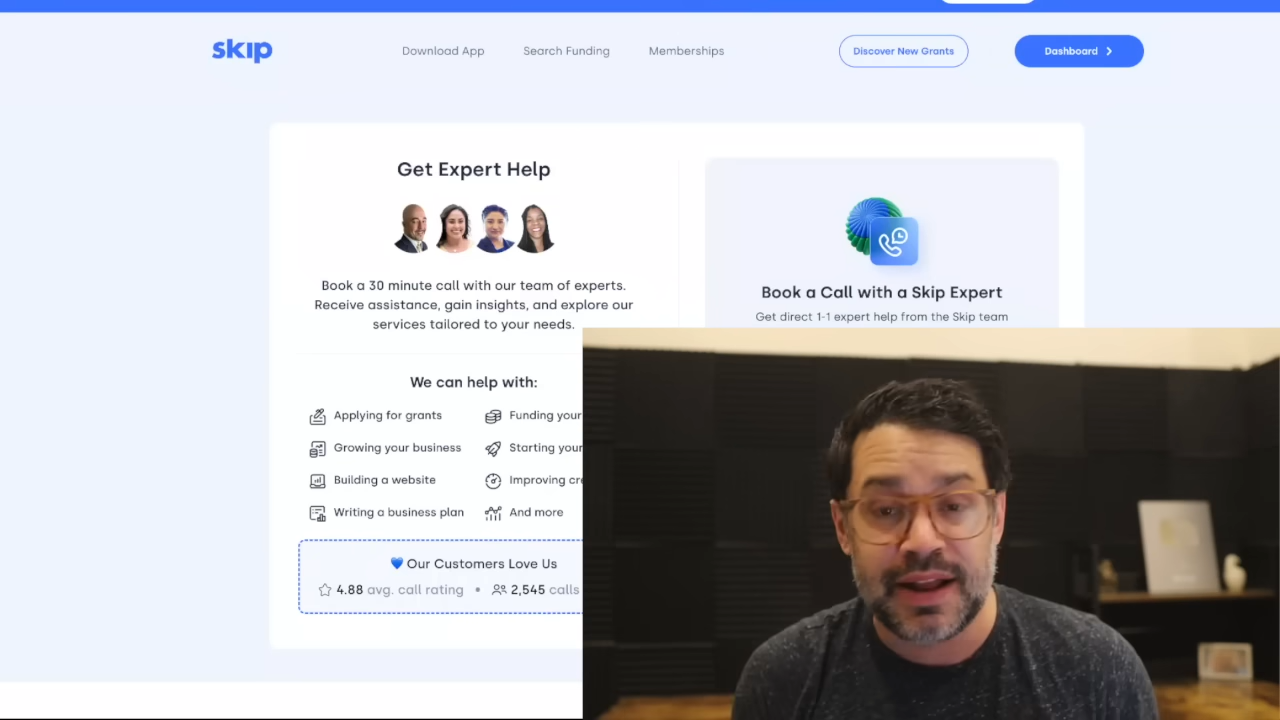 skip
Download App
Search Funding
Memberships
Discover New Grants
Dashboard
Get Expert Help
Book a 30 minute call with our team of experts.
Receive assistance, gain insights, and explore our
services tailored to your needs.
We can help with:
Applying for grants
Funding your
Growing your business
Starting your
Building a website
Improving
Writing a business plan
And more
💙 Our Customers Love Us
4.88 avg. call rating • 2,545 calls
Book a Call with a Skip Expert
Get direct 1-1 expert help from the Skip team